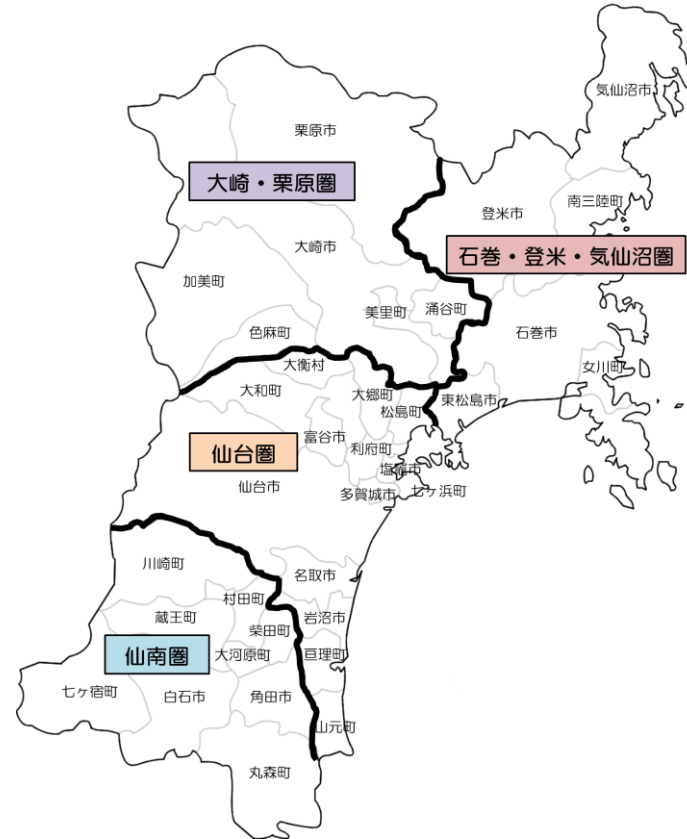 気仙沼市
栗原市
大崎・栗原圏
南三陸町
登米市
大崎市
石巻・登米・気仙沼圏
加美町
美里町
涌谷町
色麻町
石巻市
大衡村
女川町
大和町
大郷町
東松島市
松島町
富谷市
利府町
仙台圏
塩竈市
仙台市
多賀城市
七ヶ浜町
川崎町
名取市
村田町
蔵王町
岩沼市
柴田町
仙南圏
大河原町
亘理町
七ヶ宿町
白石市
角田市
山元町
丸森町